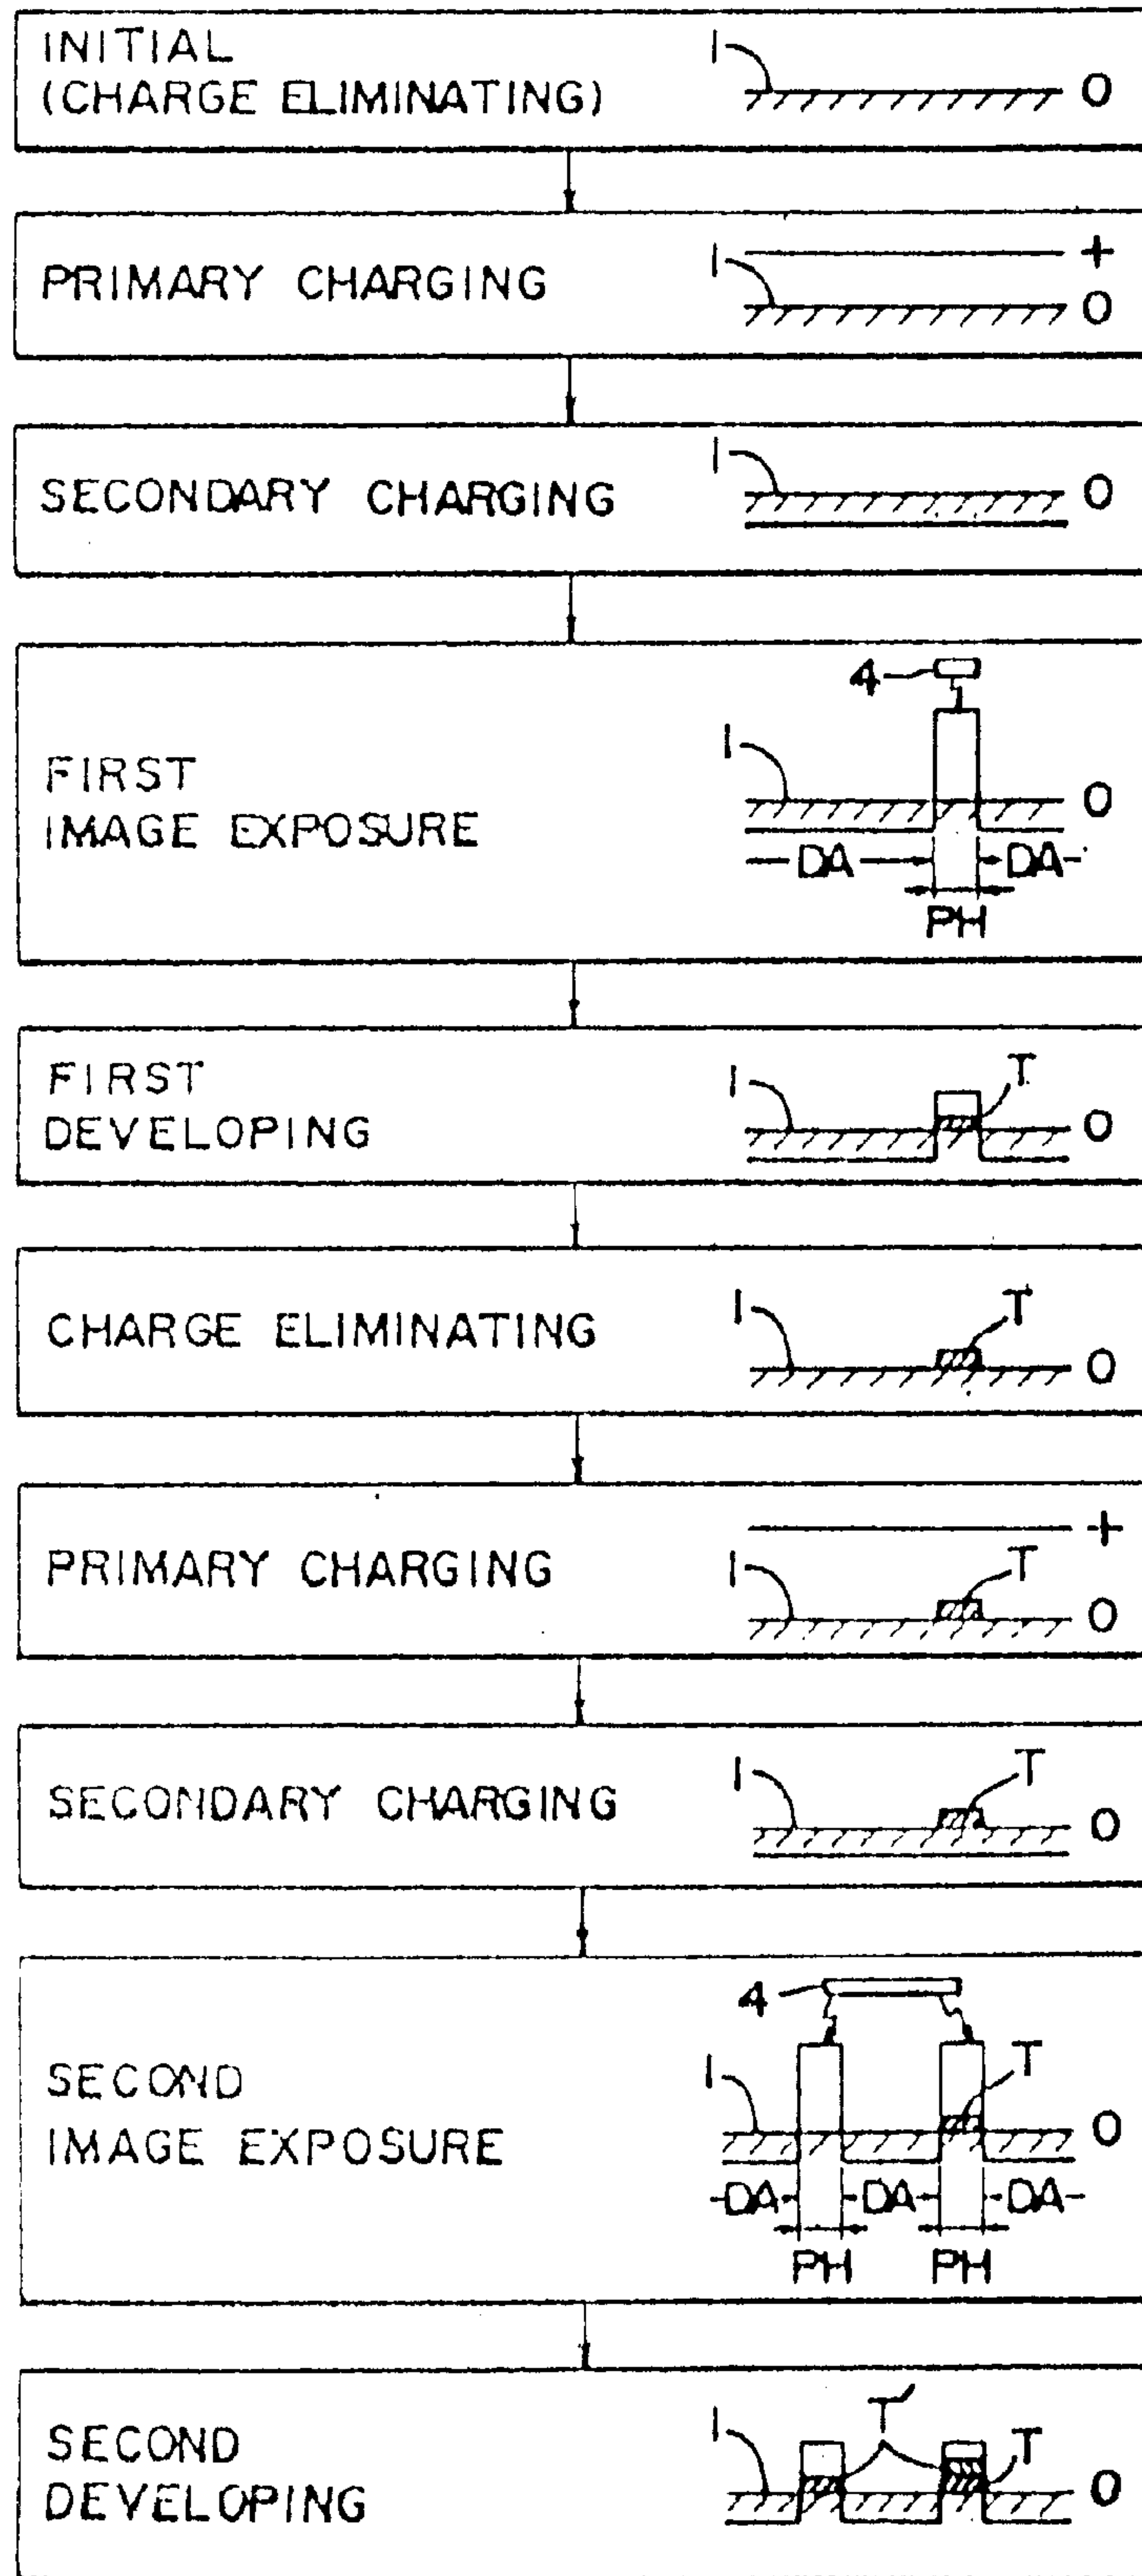 INITIAL
(CHARGE ELIMINATING)
1
0
PRIMARY CHARGING
1
+
0
SECONDARY CHARGING
1
0
FIRST
IMAGE EXPOSURE
4
1
0
DA DA
PH
FIRST
DEVELOPING
1
T
0
CHARGE ELIMINATING
1
T
0
PRIMARY CHARGING
1
+
T
0
SECONDARY CHARGING
1
T
0
SECOND
IMAGE EXPOSURE
4
1
T
0
DA DA DA
PH PH
SECOND
DEVELOPING
1
T'
T
0